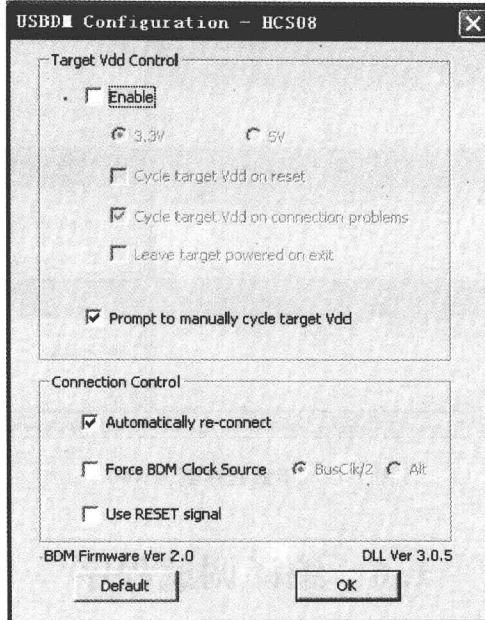 USBDM Configuration - HCS08
Target Vdd Control
Enable
3.3V 5V
Cycle target Vdd on reset
Cycle target Vdd on connection problems
Leave target powered on exit
Prompt to manually cycle target Vdd
Connection Control
Automatically re-connect
Force BDM Clock Source BusClk/2 Alt
Use RESET signal
BDM Firmware Ver 2.0 DLL Ver 3.0.5
Default OK